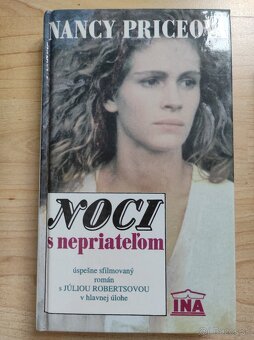 NANCY PRICEOV
NOCI
s nepriateľom
úspešne sfilmovaný
román
s JÚLIOU ROBERTSOVOU
v hlavnej úlohe
INA